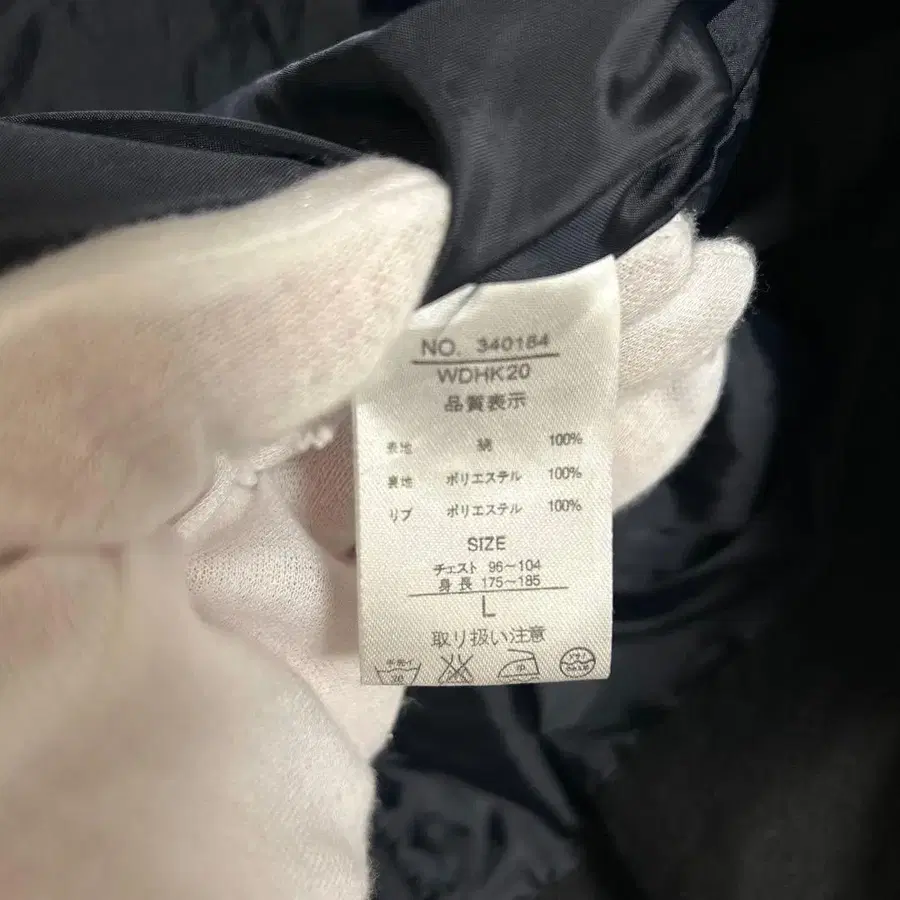 NO. 340184
WDHK20
品質表示
表地 綿 100%
裏地 ポリエステル 100%
リブ ポリエステル 100%
SIZE
チェスト 96~104
身長 175~185
L
取り扱い注意
中